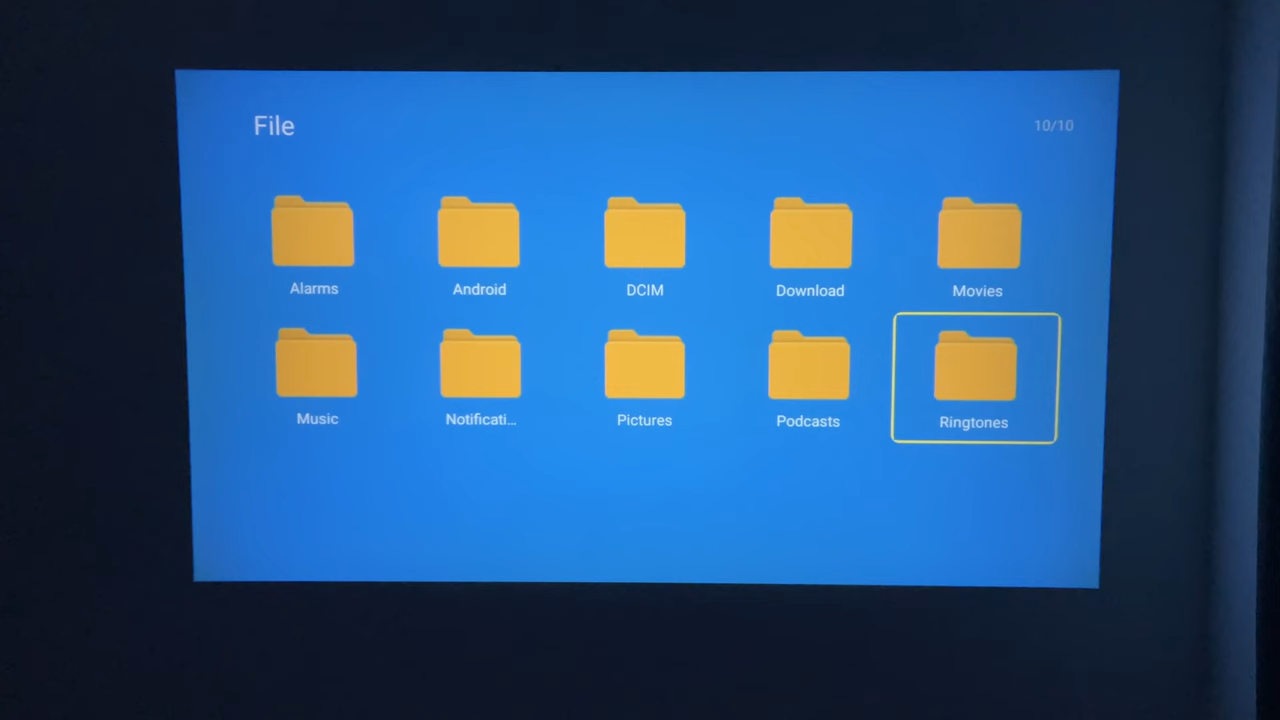 File
10/10
Alarms
Android
DCIM
Download
Movies
Music
Notificati...
Pictures
Podcasts
Ringtones